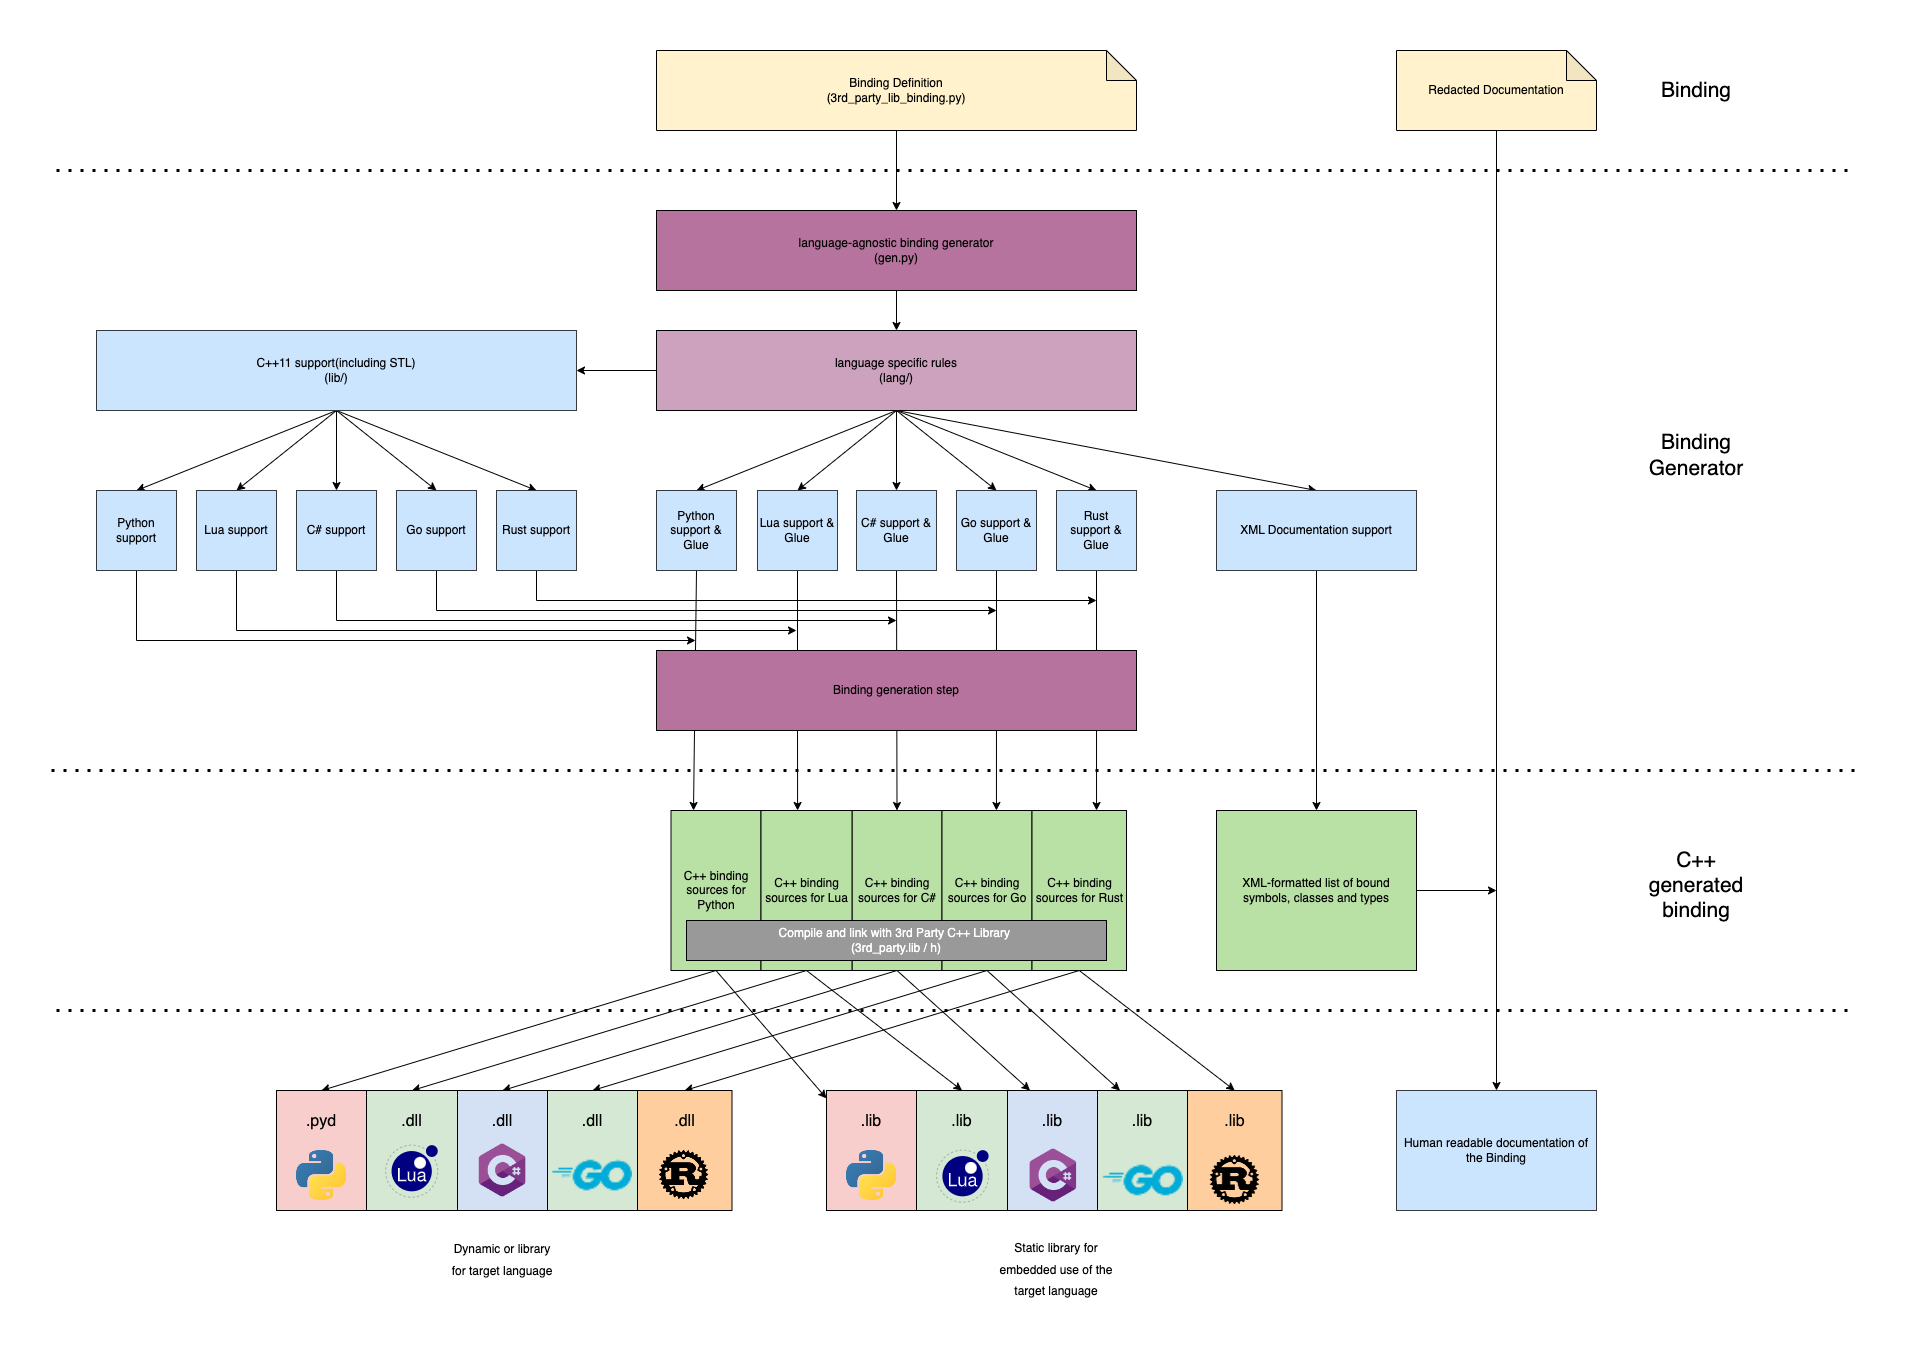 Binding Definition
(3rd_party_lib_binding.py)
Redacted Documentation
Binding
language-agnostic binding generator
(gen.py)
C++11 support(including STL)
(lib/)
language specific rules
(lang/)
Binding
Generator
Python
support
Lua support
C# support
Go support
Rust support
Python
support &
Glue
Lua support &
Glue
C# support &
Glue
Go support &
Glue
Rust
support &
Glue
XML Documentation support
Binding generation step
C++ binding
sources for
Python
C++ binding
sources for Lua
C++ binding
sources for C#
C++ binding
sources for Go
C++ binding
sources for Rust
Compile and link with 3rd Party C++ Library
(3rd_party.lib / h)
XML-formatted list of bound
symbols, classes and types
C++
generated
binding
.pyd
.dll
Lua
.dll
C#
.dll
GO
.dll
R
.lib
.lib
Lua
.lib
C#
.lib
GO
.lib
R
Human readable documentation of
the Binding
Dynamic or library
for target language
Static library for
embedded use of the
target language